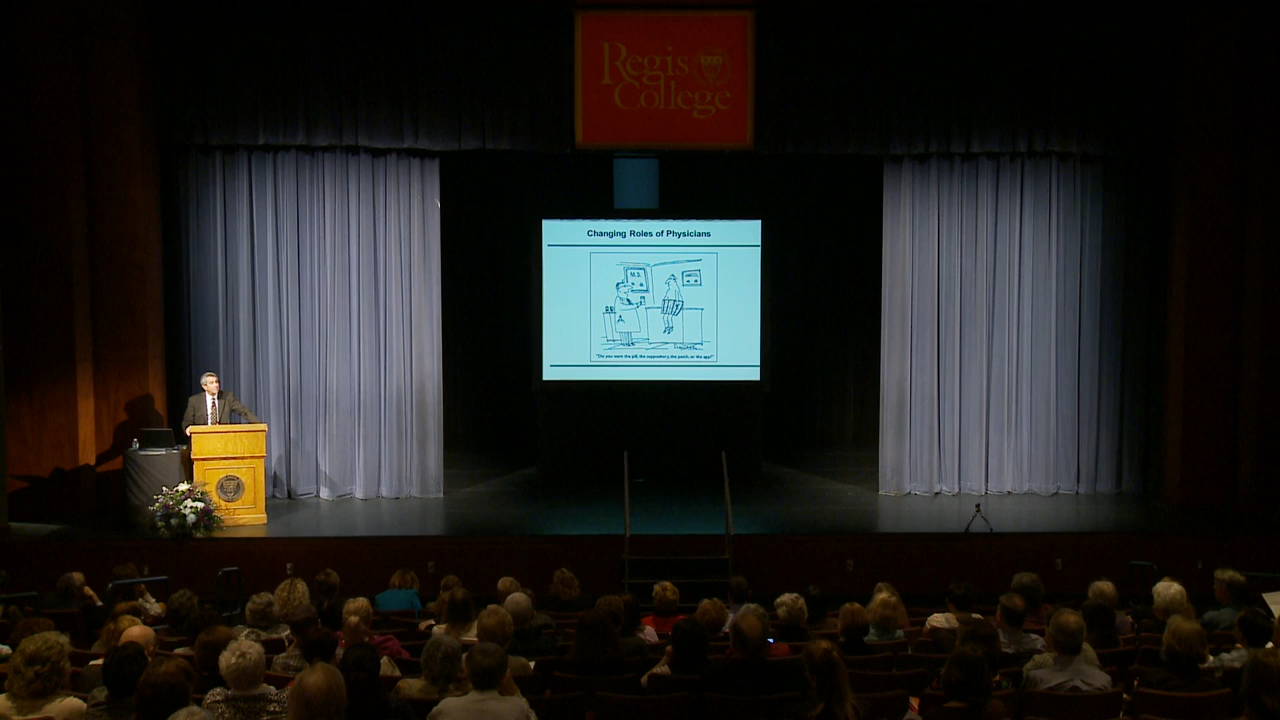 Regis
College
Changing Roles of Physicians
M.D.
"Do you want the pill, the suppository, the patch, or the app?"